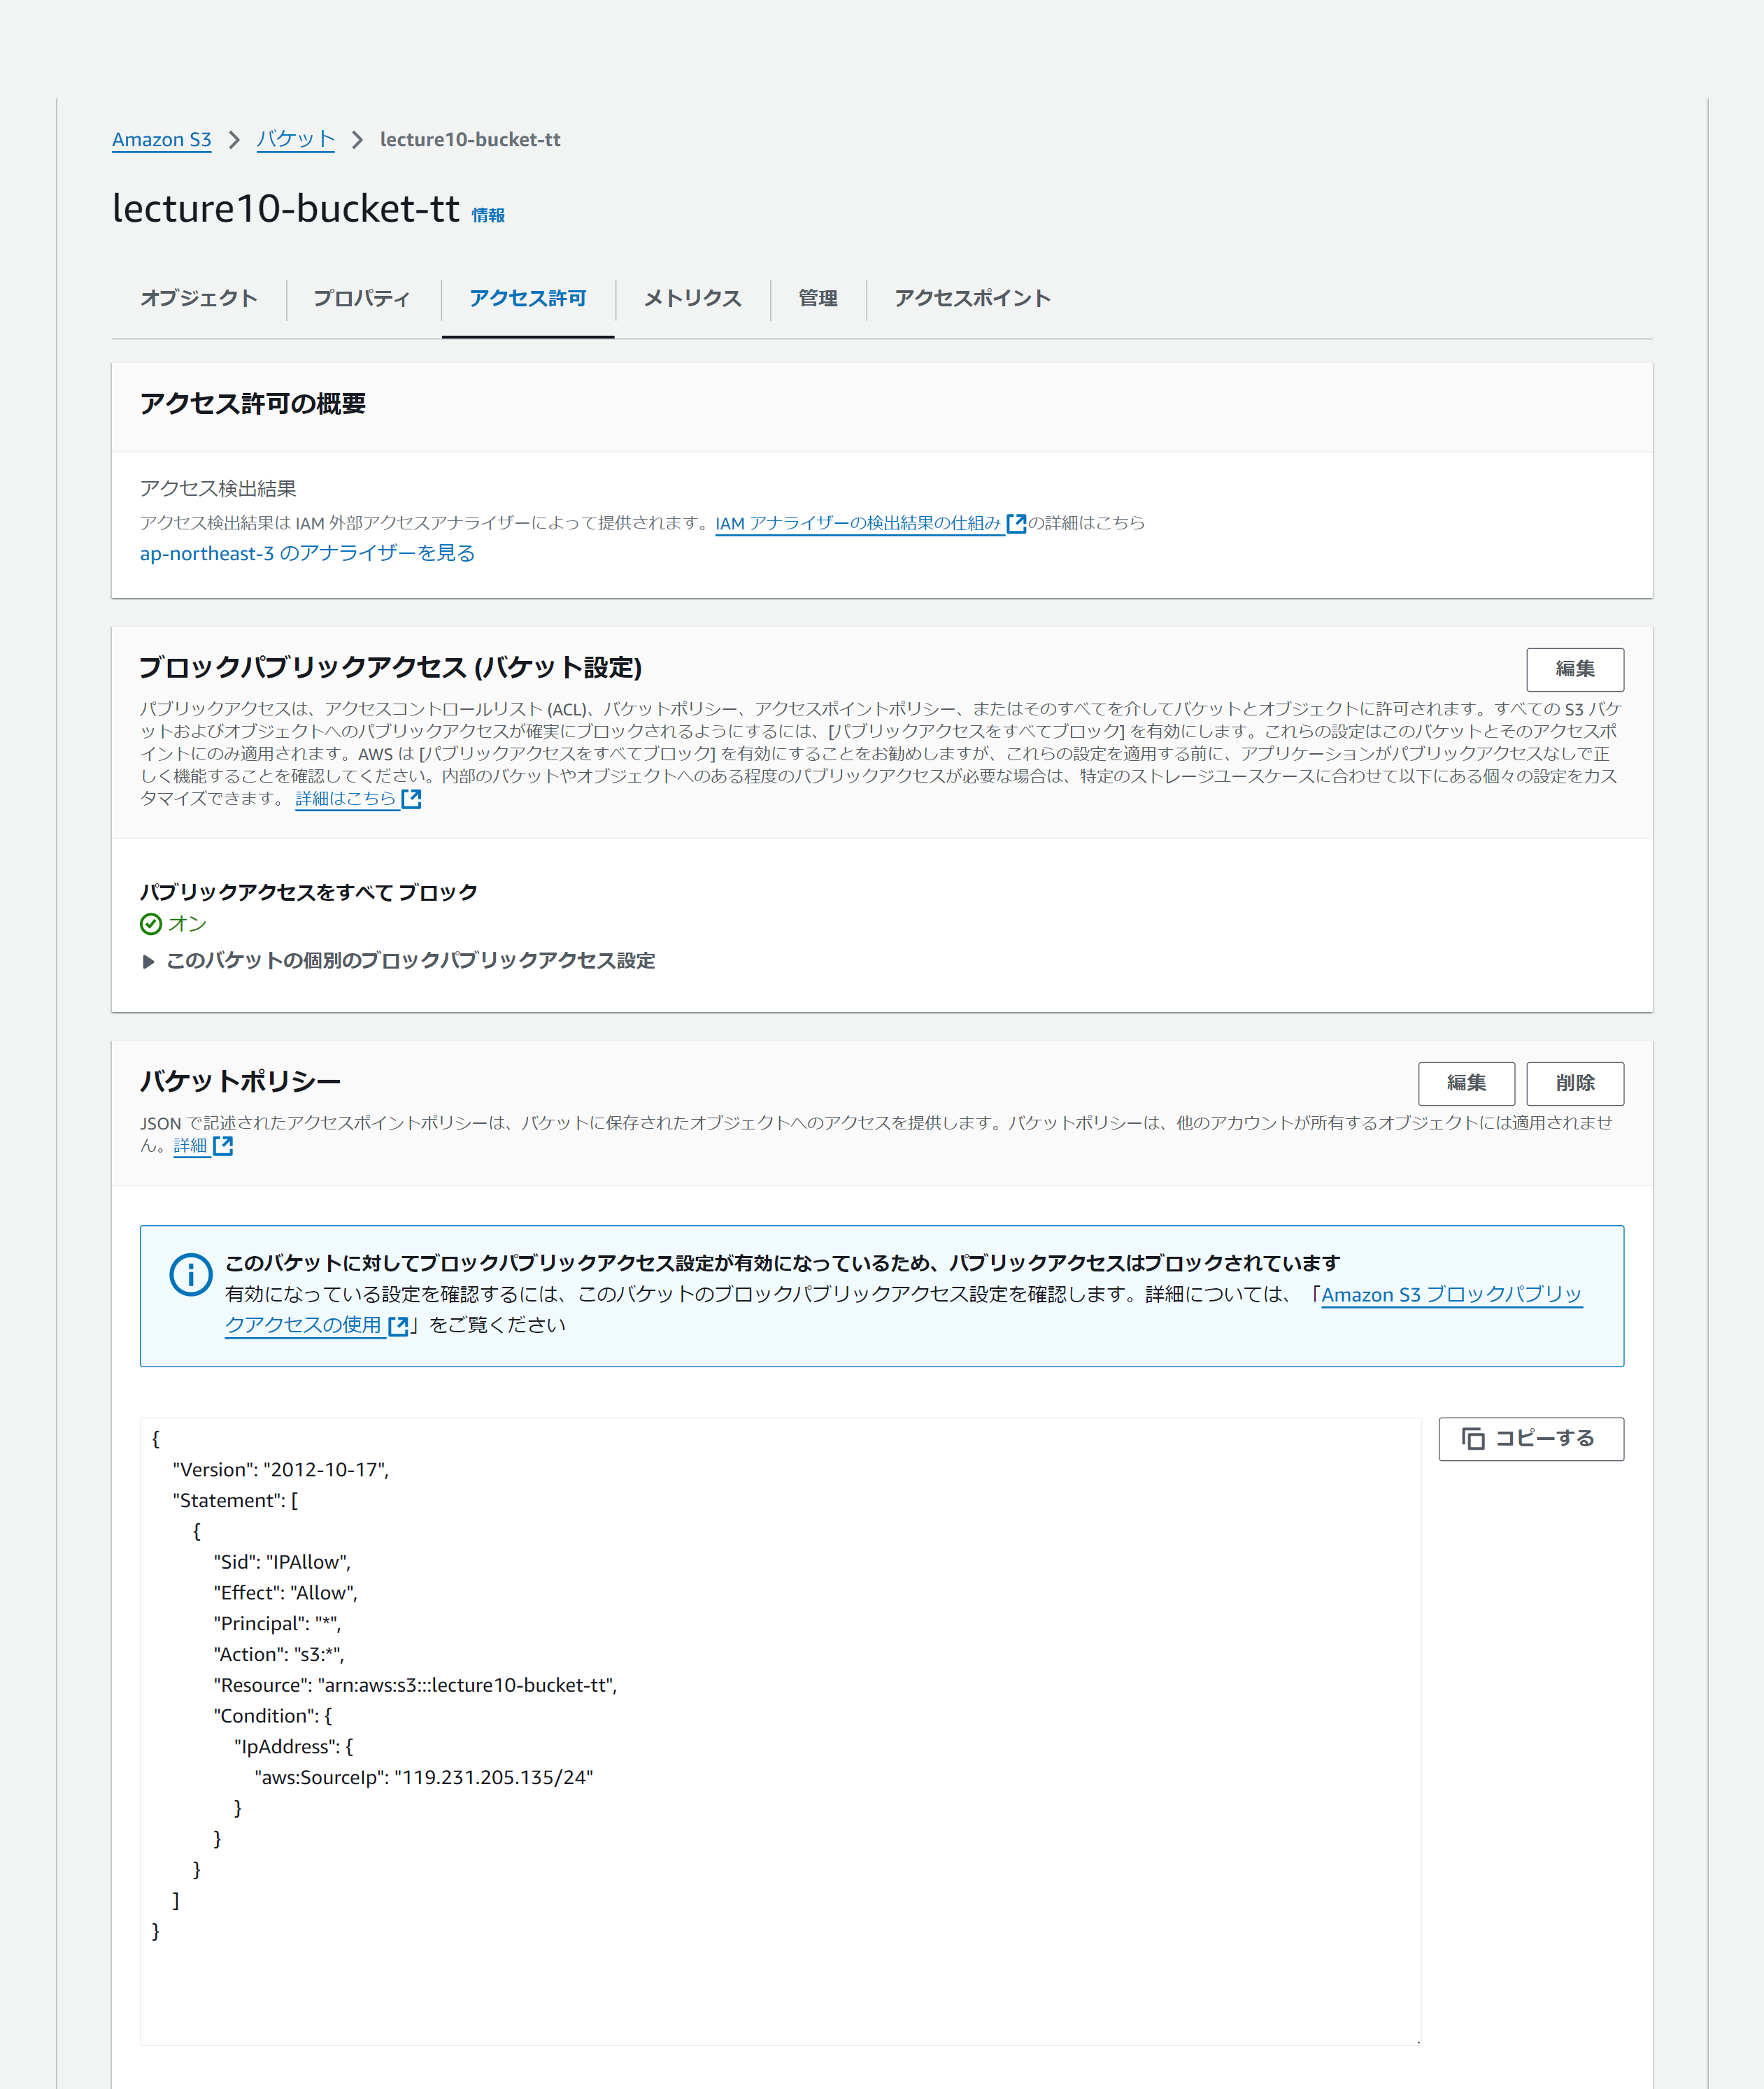 Amazon S3 > バケット > lecture10-bucket-tt
lecture10-bucket-tt 情報
オブジェクト プロパティ アクセス許可 メトリクス 管理 アクセスポイント
アクセス許可の概要
アクセス検出結果
アクセス検出結果は IAM 外部アクセスアナライザーによって提供されます。IAM アナライザーの検出結果の仕組み の詳細はこちら
ap-northeast-3 のアナライザーを見る
ブロックパブリックアクセス (バケット設定)
編集
パブリックアクセスは、アクセスコントロールリスト (ACL)、バケットポリシー、アクセスポイントポリシー、またはそのすべてを介してバケットとオブジェクトに許可されます。すべての S3 バケ
ットおよびオブジェクトへのパブリックアクセスが確実にブロックされるようにするには、[パブリックアクセスをすべてブロック] を有効にします。これらの設定はこのバケットとそのアクセスポ
イントにのみ適用されます。AWS は [パブリックアクセスをすべてブロック] を有効にすることをお勧めしますが、これらの設定を適用する前に、アプリケーションがパブリックアクセスなしで正
しく機能することを確認してください。内部のバケットやオブジェクトへのある程度のパブリックアクセスが必要な場合は、特定のストレージユースケースに合わせて以下にある個々の設定をカス
タマイズできます。 詳細はこちら
パブリックアクセスをすべて ブロック
オン
このバケットの個別のブロックパブリックアクセス設定
バケットポリシー
編集 削除
JSON で記述されたアクセスポイントポリシーは、バケットに保存されたオブジェクトへのアクセスを提供します。バケットポリシーは、他のアカウントが所有するオブジェクトには適用されませ
ん。詳細
このバケットに対してブロックパブリックアクセス設定が有効になっているため、パブリックアクセスはブロックされています
有効になっている設定を確認するには、このバケットのブロックパブリックアクセス設定を確認します。詳細については、「Amazon S3 ブロックパブリッ
クアクセスの使用 」をご覧ください
コピーする
{
"Version": "2012-10-17",
"Statement": [
{
"Sid": "IPAllow",
"Effect": "Allow",
"Principal": "*",
"Action": "s3:*",
"Resource": "arn:aws:s3:::lecture10-bucket-tt",
"Condition": {
"IpAddress": {
"aws:SourceIp": "119.231.205.135/24"
}
}
}
]
}